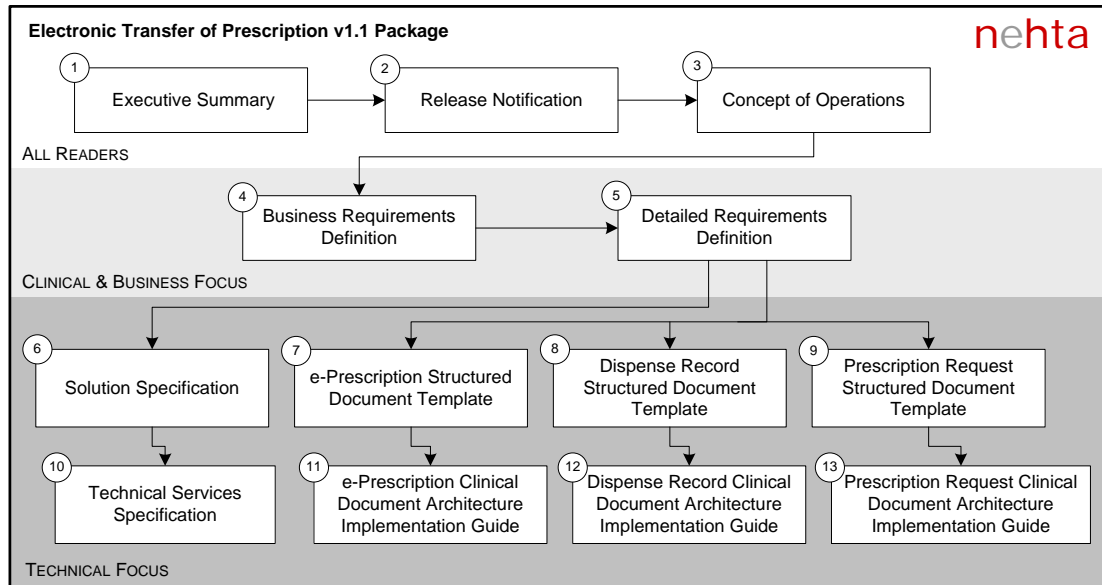 Electronic Transfer of Prescription v1.1 Package
nehta
1
Executive Summary
2
Release Notification
3
Concept of Operations
ALL READERS
4
Business Requirements
Definition
5
Detailed Requirements
Definition
CLINICAL & BUSINESS FOCUS
6
Solution Specification
7
e-Prescription Structured
Document Template
8
Dispense Record
Structured Document
Template
9
Prescription Request
Structured Document
Template
10
Technical Services
Specification
11
e-Prescription Clinical
Document Architecture
Implementation Guide
12
Dispense Record Clinical
Document Architecture
Implementation Guide
13
Prescription Request Clinical
Document Architecture
Implementation Guide
TECHNICAL FOCUS